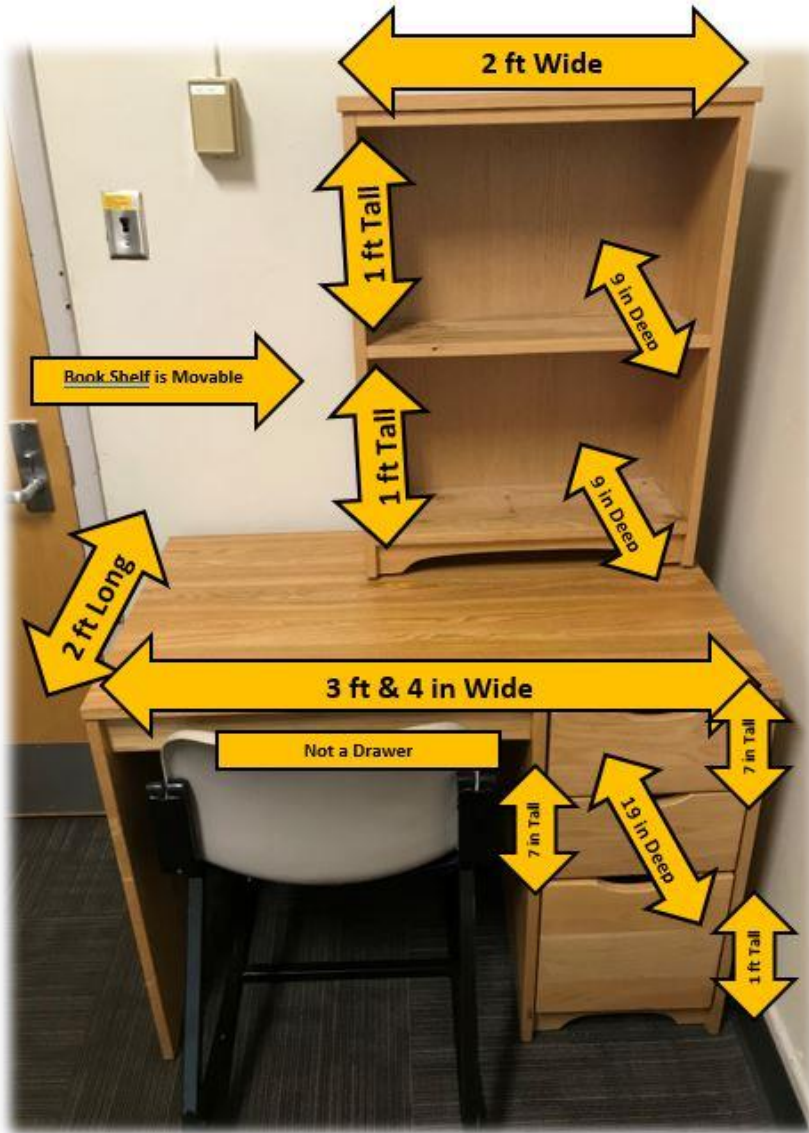 2 ft Wide
1 ft Tall
9 in Deep
Book Shelf is Movable
1 ft Tall
9 in Deep
2 ft Long
3 ft & 4 in Wide
Not a Drawer
7 in Tall
7 in Tall
19 in Deep
1 ft Tall